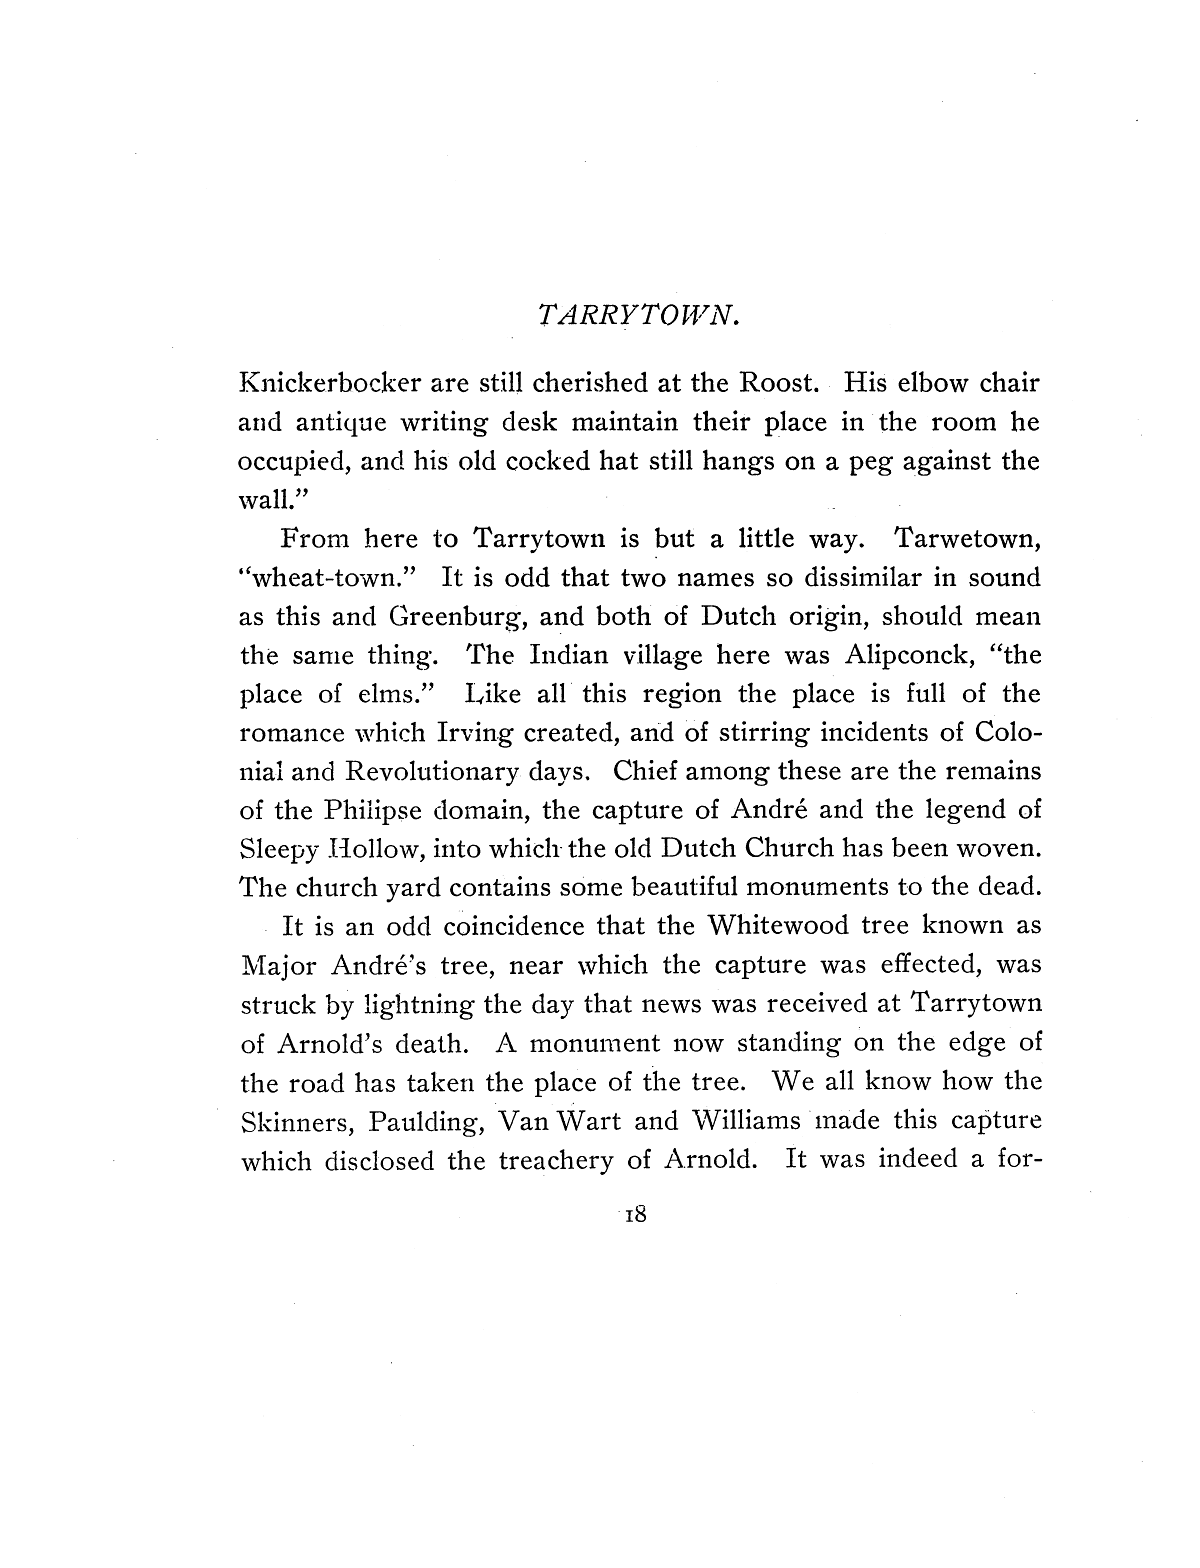 TARRYTOWN.
Knickerbocker are still cherished at the Roost. His elbow chair
and antique writing desk maintain their place in the room he
occupied, and his old cocked hat still hangs on a peg against the
wall.”
From here to Tarrytown is but a little way. Tarwetown,
“wheat-town.” It is odd that two names so dissimilar in sound
as this and Greenburg, and both of Dutch origin, should mean
the same thing. The Indian village here was Alipconck, “the
place of elms.” Like all this region the place is full of the
romance which Irving created, and of stirring incidents of Colo-
nial and Revolutionary days. Chief among these are the remains
of the Philipse domain, the capture of André and the legend of
Sleepy Hollow, into which the old Dutch Church has been woven.
The church yard contains some beautiful monuments to the dead.
It is an odd coincidence that the Whitewood tree known as
Major André’s tree, near which the capture was effected, was
struck by lightning the day that news was received at Tarrytown
of Arnold’s death. A monument now standing on the edge of
the road has taken the place of the tree. We all know how the
Skinners, Paulding, Van Wart and Williams made this capture
which disclosed the treachery of Arnold. It was indeed a for-
18